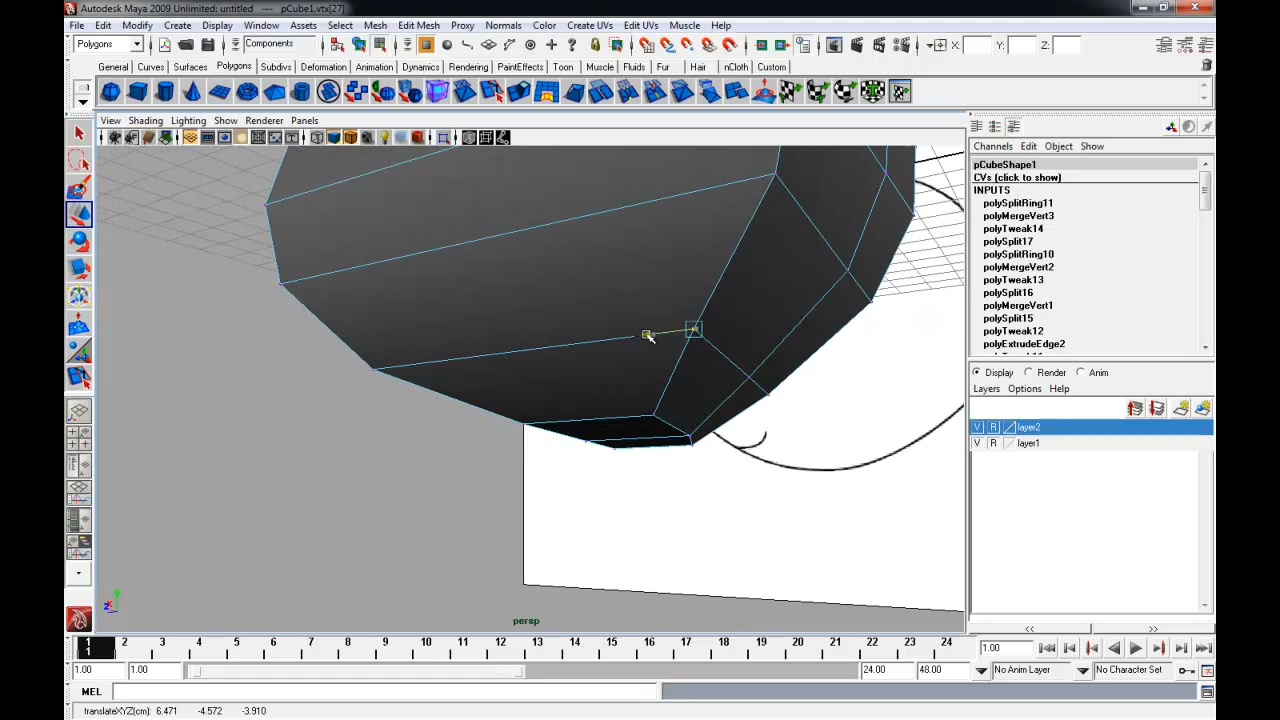 Autodesk Maya 2009 Unlimited: untitled --- pCube1.vtx[27]
File Edit Modify Create Display Window Assets Select Mesh Edit Mesh Proxy Normals Color Create UVs Edit UVs Muscle Help
Polygons Components X: Y: Z:
General Curves Surfaces Polygons Subdivs Deformation Animation Dynamics Rendering PaintEffects Toon Muscle Fluids Fur Hair nCloth Custom
View Shading Lighting Show Renderer Panels
Channels Edit Object Show
pCubeShape1
CVs (click to show)
INPUTS
polySplitRing11
polyMergeVert3
polyTweak14
polySplit17
polySplitRing10
polyMergeVert2
polyTweak13
polySplit16
polyMergeVert1
polySplit15
polyTweak12
polyExtrudeEdge2
Display Render Anim
Layers Options Help
V R layer2
V R layer1
persp
1 2 3 4 5 6 7 8 9 10 11 12 13 14 15 16 17 18 19 20 21 22 23 24
1
1.00
1.00 1.00 24.00 48.00 No Anim Layer No Character Set
MEL
translateXYZ(cm): 6.471 -4.572 -3.910